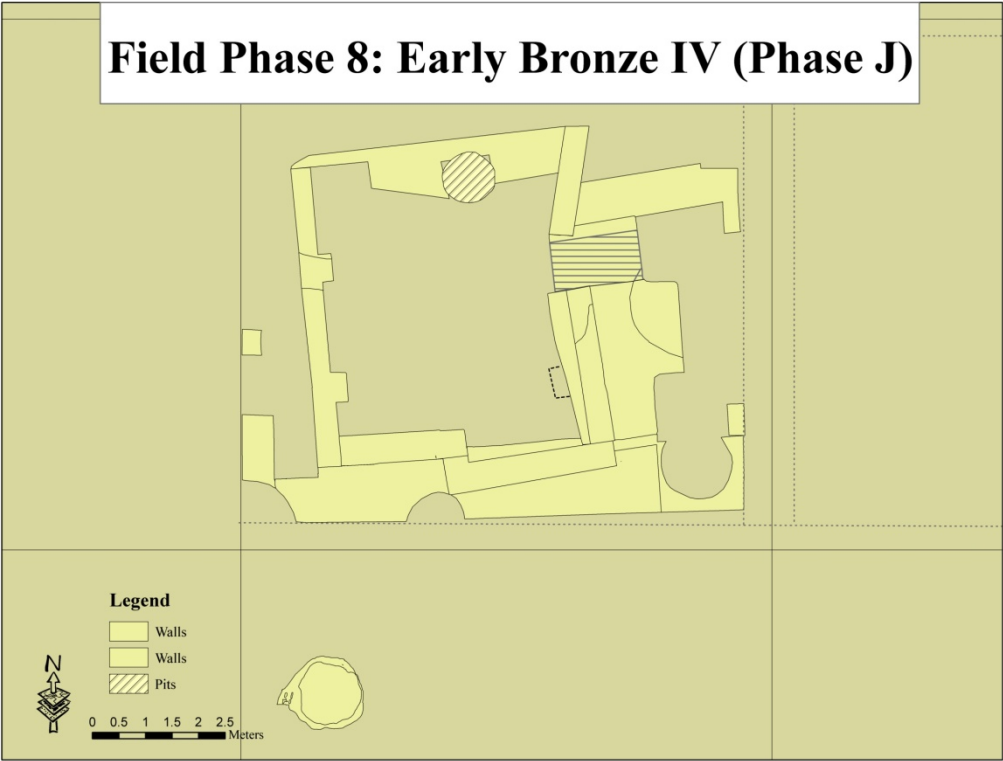 Field Phase 8: Early Bronze IV (Phase J)
Legend
Walls
Walls
Pits
N
0 0.5 1 1.5 2 2.5
Meters